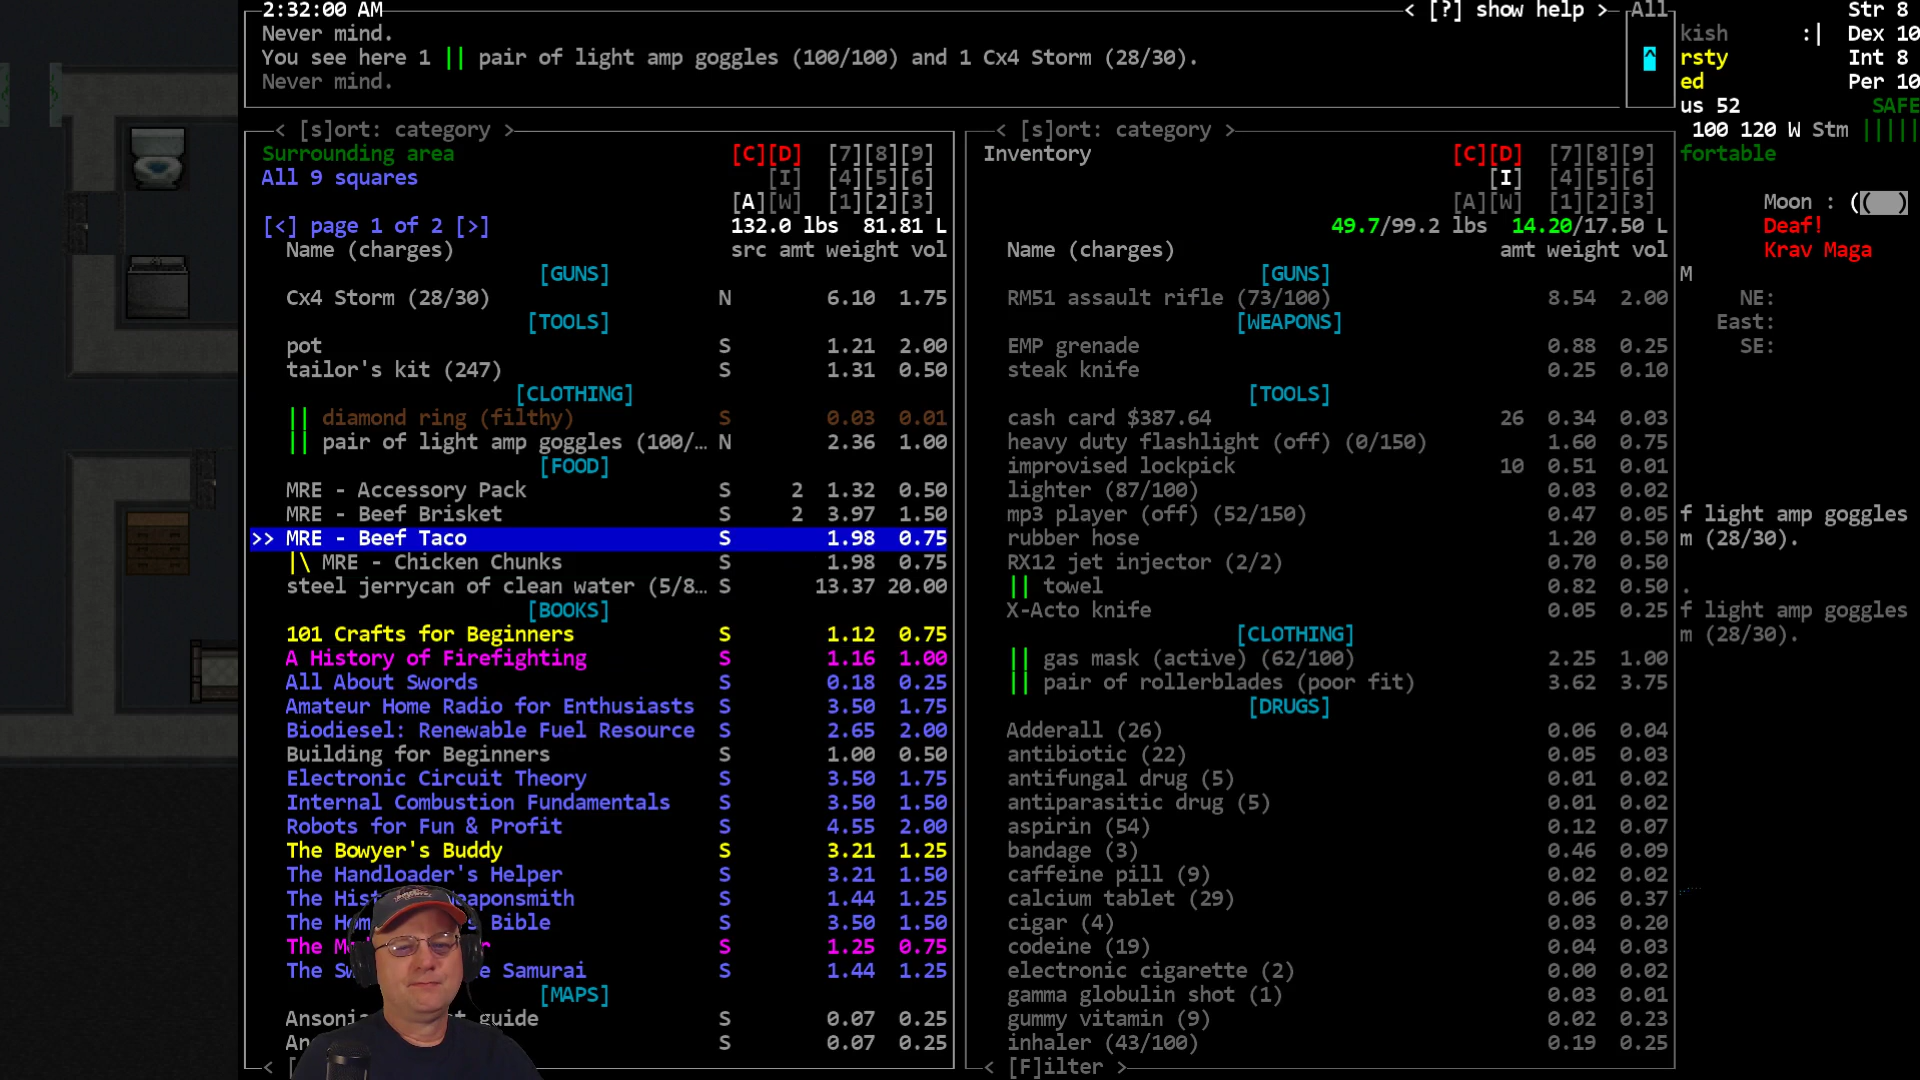 2:32:00 AM
< [?] show help >
All
Never mind.
You see here 1 || pair of light amp goggles (100/100) and 1 Cx4 Storm (28/30).
Never mind.
^
Str 8
kish :| Dex 10
rsty Int 8
ed Per 10
us 52 SAFE
100 120 W Stm |||||
fortable
Moon : (( )
Deaf!
Krav Maga
M
NE:
East:
SE:
f light amp goggles
m (28/30).
.
f light amp goggles
m (28/30).
< [s]ort: category >
Surrounding area [C][D] [7][8][9]
All 9 squares [I] [4][5][6]
[A][W] [1][2][3]
[<] page 1 of 2 [>] 132.0 lbs 81.81 L
Name (charges) src amt weight vol
[GUNS]
Cx4 Storm (28/30) N 6.10 1.75
[TOOLS]
pot S 1.21 2.00
tailor's kit (247) S 1.31 0.50
[CLOTHING]
|| diamond ring (filthy) S 0.03 0.01
|| pair of light amp goggles (100/… N 2.36 1.00
[FOOD]
MRE - Accessory Pack S 2 1.32 0.50
MRE - Beef Brisket S 2 3.97 1.50
>> MRE - Beef Taco S 1.98 0.75
|\ MRE - Chicken Chunks S 1.98 0.75
steel jerrycan of clean water (5/8… S 13.37 20.00
[BOOKS]
101 Crafts for Beginners S 1.12 0.75
A History of Firefighting S 1.16 1.00
All About Swords S 0.18 0.25
Amateur Home Radio for Enthusiasts S 3.50 1.75
Biodiesel: Renewable Fuel Resource S 2.65 2.00
Building for Beginners S 1.00 0.50
Electronic Circuit Theory S 3.50 1.75
Internal Combustion Fundamentals S 3.50 1.50
Robots for Fun & Profit S 4.55 2.00
The Bowyer's Buddy S 3.21 1.25
The Handloader's Helper S 3.21 1.50
The Hist eaponsmith S 1.44 1.25
The Hom s Bible S 3.50 1.50
The M r S 1.25 0.75
The Sw e Samurai S 1.44 1.25
[MAPS]
Ansoni t guide S 0.07 0.25
An S 0.07 0.25
< [
< [s]ort: category >
Inventory [C][D] [7][8][9]
[I] [4][5][6]
[A][W] [1][2][3]
49.7/99.2 lbs 14.20/17.50 L
Name (charges) amt weight vol
[GUNS]
RM51 assault rifle (73/100) 8.54 2.00
[WEAPONS]
EMP grenade 0.88 0.25
steak knife 0.25 0.10
[TOOLS]
cash card $387.64 26 0.34 0.03
heavy duty flashlight (off) (0/150) 1.60 0.75
improvised lockpick 10 0.51 0.01
lighter (87/100) 0.03 0.02
mp3 player (off) (52/150) 0.47 0.05
rubber hose 1.20 0.50
RX12 jet injector (2/2) 0.70 0.50
|| towel 0.82 0.50
X-Acto knife 0.05 0.25
[CLOTHING]
|| gas mask (active) (62/100) 2.25 1.00
|| pair of rollerblades (poor fit) 3.62 3.75
[DRUGS]
Adderall (26) 0.06 0.04
antibiotic (22) 0.05 0.03
antifungal drug (5) 0.01 0.02
antiparasitic drug (5) 0.01 0.02
aspirin (54) 0.12 0.07
bandage (3) 0.46 0.09
caffeine pill (9) 0.02 0.02
calcium tablet (29) 0.06 0.37
cigar (4) 0.03 0.20
codeine (19) 0.04 0.03
electronic cigarette (2) 0.00 0.02
gamma globulin shot (1) 0.03 0.01
gummy vitamin (9) 0.02 0.23
inhaler (43/100) 0.19 0.25
< [F]ilter >